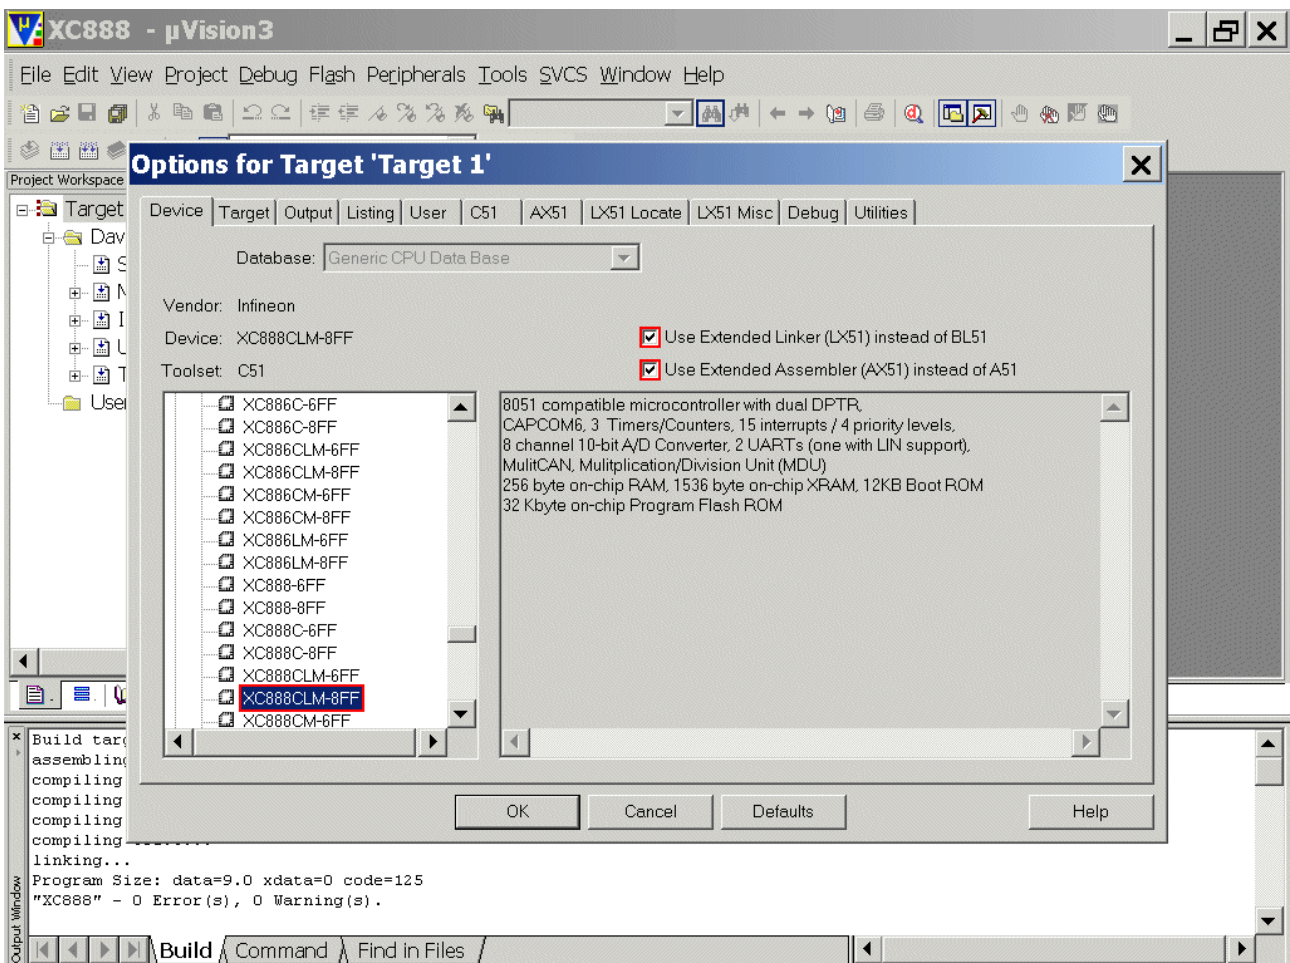 XC888 - µVision3
File Edit View Project Debug Flash Peripherals Tools SVCS Window Help
Options for Target 'Target 1'
Project Workspace
Target
Device Target Output Listing User C51 AX51 LX51 Locate LX51 Misc Debug Utilities
Dav
Database: Generic CPU Data Base
S
N
I
U
T
User
Vendor: Infineon
Device: XC888CLM-8FF
Toolset: C51
Use Extended Linker (LX51) instead of BL51
Use Extended Assembler (AX51) instead of A51
XC886C-6FF
XC886C-8FF
XC886CLM-6FF
XC886CLM-8FF
XC886CM-6FF
XC886CM-8FF
XC886LM-6FF
XC886LM-8FF
XC888-6FF
XC888-8FF
XC888C-6FF
XC888C-8FF
XC888CLM-6FF
XC888CLM-8FF
XC888CM-6FF
8051 compatible microcontroller with dual DPTR,
CAPCOM6, 3 Timers/Counters, 15 interrupts / 4 priority levels,
8 channel 10-bit A/D Converter, 2 UARTs (one with LIN support),
MulitCAN, Mulitplication/Division Unit (MDU)
256 byte on-chip RAM, 1536 byte on-chip XRAM, 12KB Boot ROM
32 Kbyte on-chip Program Flash ROM
OK Cancel Defaults Help
Build targ
assembling
compiling
compiling
compiling
compiling
linking...
Program Size: data=9.0 xdata=0 code=125
"XC888" - 0 Error(s), 0 Warning(s).
Output Window
Build Command Find in Files